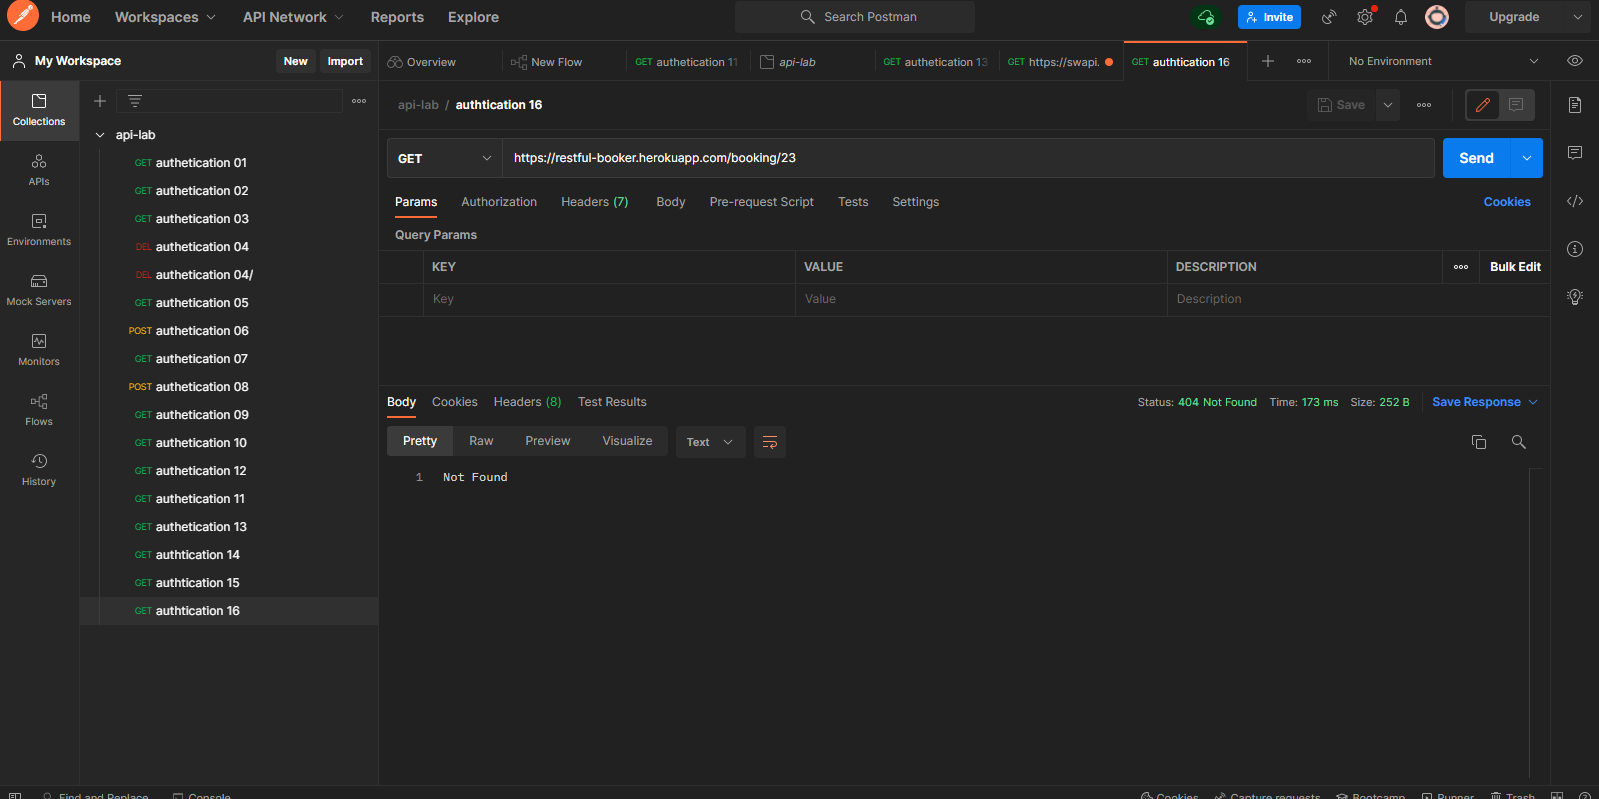 Home Workspaces API Network Reports Explore Search Postman Invite Upgrade
My Workspace New Import Overview New Flow GET authetication 11 api-lab GET authetication 13 GET https://swapi. GET authtication 16 No Environment
Collections
APIs
Environments
Mock Servers
Monitors
Flows
History
api-lab
GET authetication 01
GET authetication 02
GET authetication 03
DEL authetication 04
DEL authetication 04/
GET authetication 05
POST authetication 06
GET authetication 07
POST authetication 08
GET authetication 09
GET authetication 10
GET authetication 12
GET authetication 11
GET authetication 13
GET authtication 14
GET authtication 15
GET authtication 16
api-lab / authtication 16 Save
GET https://restful-booker.herokuapp.com/booking/23 Send
Params Authorization Headers (7) Body Pre-request Script Tests Settings Cookies
Query Params
KEY VALUE DESCRIPTION Bulk Edit
Key Value Description
Body Cookies Headers (8) Test Results Status: 404 Not Found Time: 173 ms Size: 252 B Save Response
Pretty Raw Preview Visualize Text
1 Not Found
Find and Replace Console Cookies Capture requests Bootcamp Runner Trash